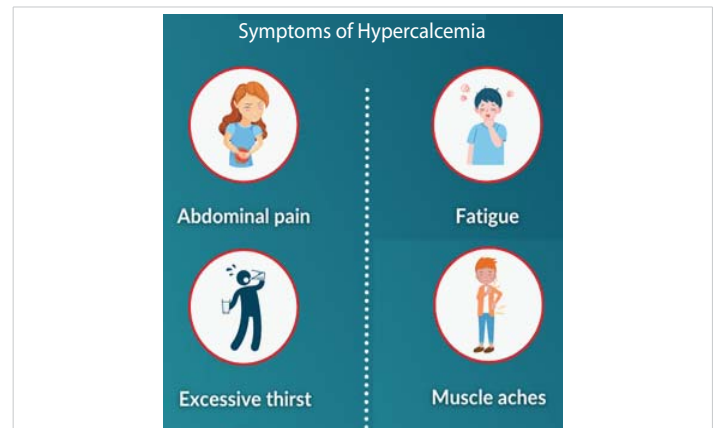 Symptoms of Hypercalcemia
Abdominal pain
Fatigue
Excessive thirst
Muscle aches